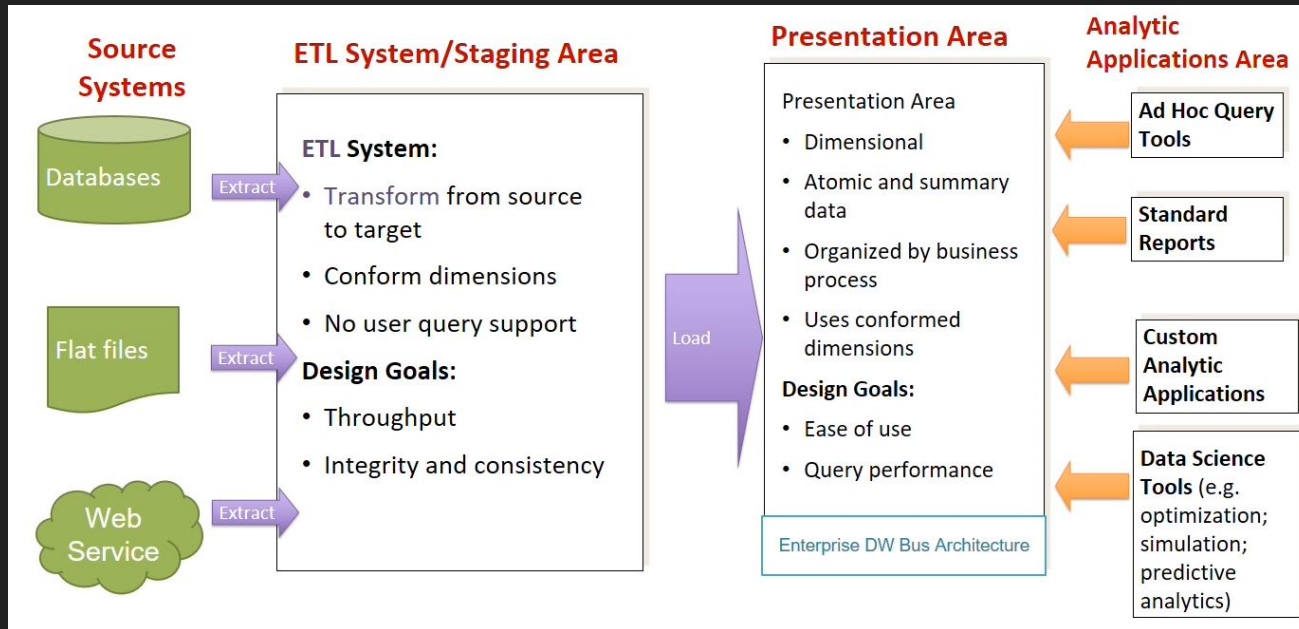 Source
Systems
Databases
Flat files
Web
Service
Extract
Extract
Extract
ETL System/Staging Area
ETL System:
• Transform from source
to target
• Conform dimensions
• No user query support
Design Goals:
• Throughput
• Integrity and consistency
Load
Presentation Area
Presentation Area
• Dimensional
• Atomic and summary
data
• Organized by business
process
• Uses conformed
dimensions
Design Goals:
• Ease of use
• Query performance
Enterprise DW Bus Architecture
Analytic
Applications Area
Ad Hoc Query
Tools
Standard
Reports
Custom
Analytic
Applications
Data Science
Tools (e.g.
optimization;
simulation;
predictive
analytics)